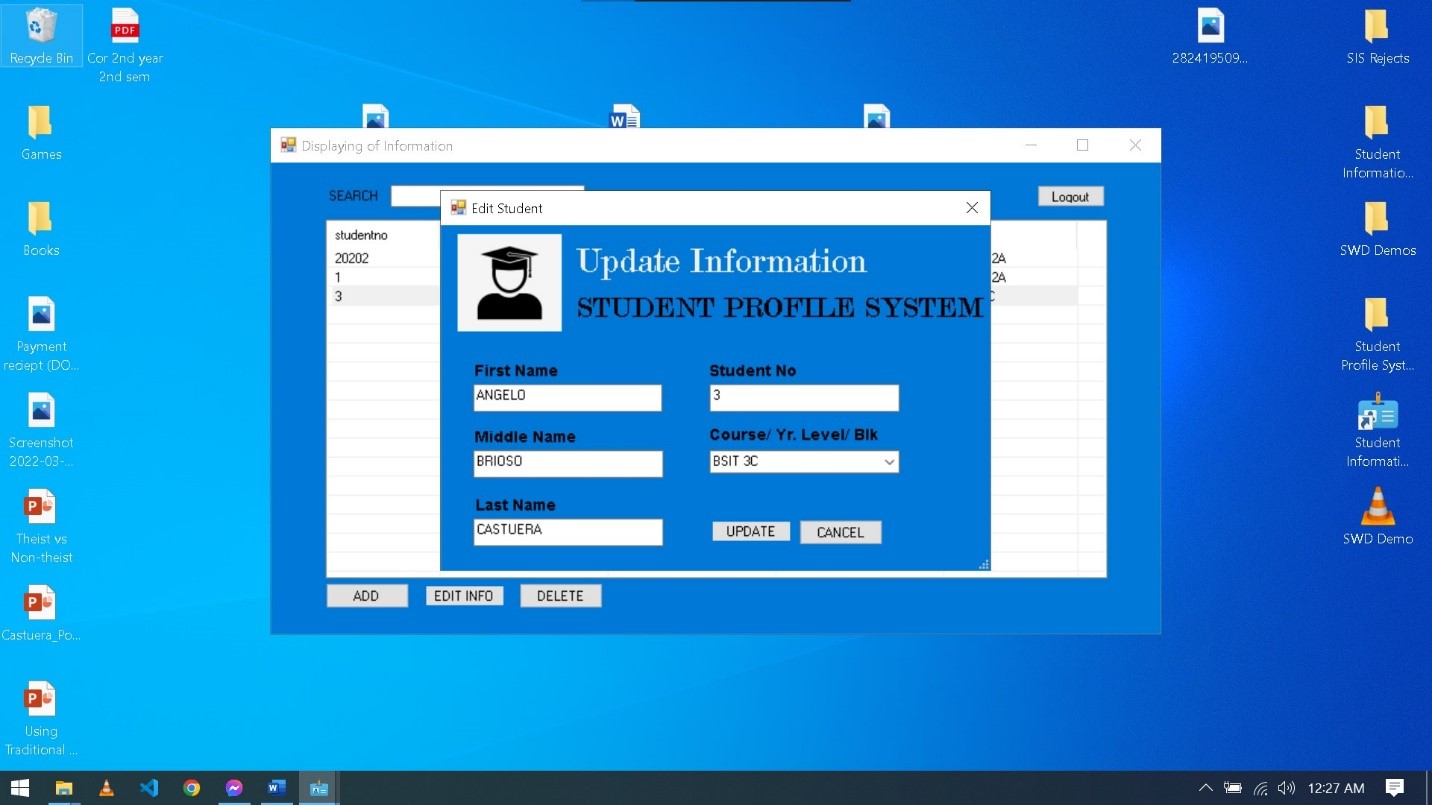 Recycle Bin
Cor 2nd year
2nd sem
282419509...
SIS Rejects
Games
Student
Informatio...
Books
SWD Demos
Payment
reciept (DO...
Student
Profile Syst...
Screenshot
2022-03-...
Student
Informati...
Theist vs
Non-theist
SWD Demo
Castuera_Po...
Using
Traditional ...
PDF
W
Displaying of Information
SEARCH
Logout
studentno
20202
2A
1
2A
3
C
Edit Student
Update Information
STUDENT PROFILE SYSTEM
First Name
Student No
ANGELO
3
Middle Name
Course/ Yr. Level/ Blk
BRIOSO
BSIT 3C
Last Name
CASTUERA
UPDATE
CANCEL
ADD
EDIT INFO
DELETE
12:27 AM